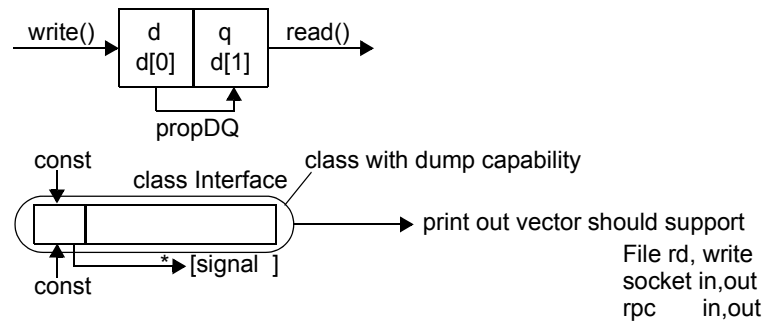 write() d q read()
d[0] d[1]
propDQ
const class with dump capability
class Interface
print out vector should support
* [signal ]
File rd, write
const socket in,out
rpc in,out